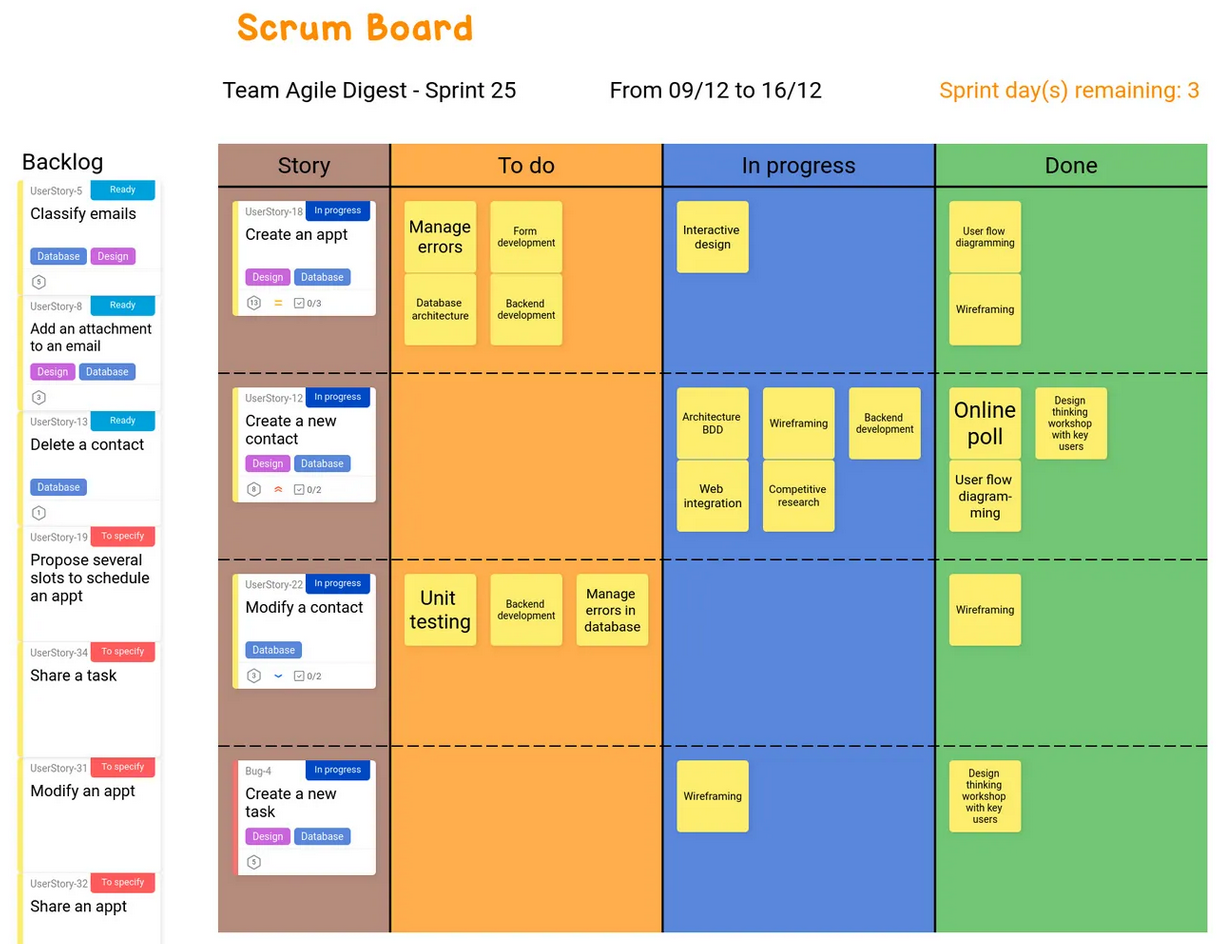 Scrum Board
Team Agile Digest - Sprint 25
From 09/12 to 16/12
Sprint day(s) remaining: 3
Backlog
UserStory-5
Ready
Classify emails
Database
Design
5
UserStory-8
Ready
Add an attachment
to an email
Design
Database
3
UserStory-13
Ready
Delete a contact
Database
1
UserStory-19
To specify
Propose several
slots to schedule
an appt
UserStory-34
To specify
Share a task
UserStory-31
To specify
Modify an appt
UserStory-32
To specify
Share an appt
Story
To do
In progress
Done
UserStory-18
In progress
Create an appt
Design
Database
13
0/3
Manage
errors
Form
development
Database
architecture
Backend
development
Interactive
design
User flow
diagramming
Wireframing
UserStory-12
In progress
Create a new
contact
Design
Database
8
0/2
Architecture
BDD
Wireframing
Backend
development
Web
integration
Competitive
research
Online
poll
Design
thinking
workshop
with key
users
User flow
diagram-
ming
UserStory-22
In progress
Modify a contact
Database
3
0/2
Unit
testing
Backend
development
Manage
errors in
database
Wireframing
Bug-4
In progress
Create a new
task
Design
Database
5
Wireframing
Design
thinking
workshop
with key
users